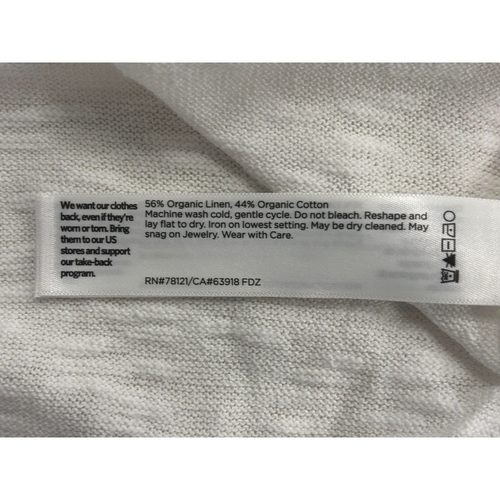 We want our clothes
back, even if they're
worn or torn. Bring
them to our US
stores and support
our take-back
program.
56% Organic Linen, 44% Organic Cotton
Machine wash cold, gentle cycle. Do not bleach. Reshape and
lay flat to dry. Iron on lowest setting. May be dry cleaned. May
snag on Jewelry. Wear with Care.
RN#78121/CA#63918 FDZ